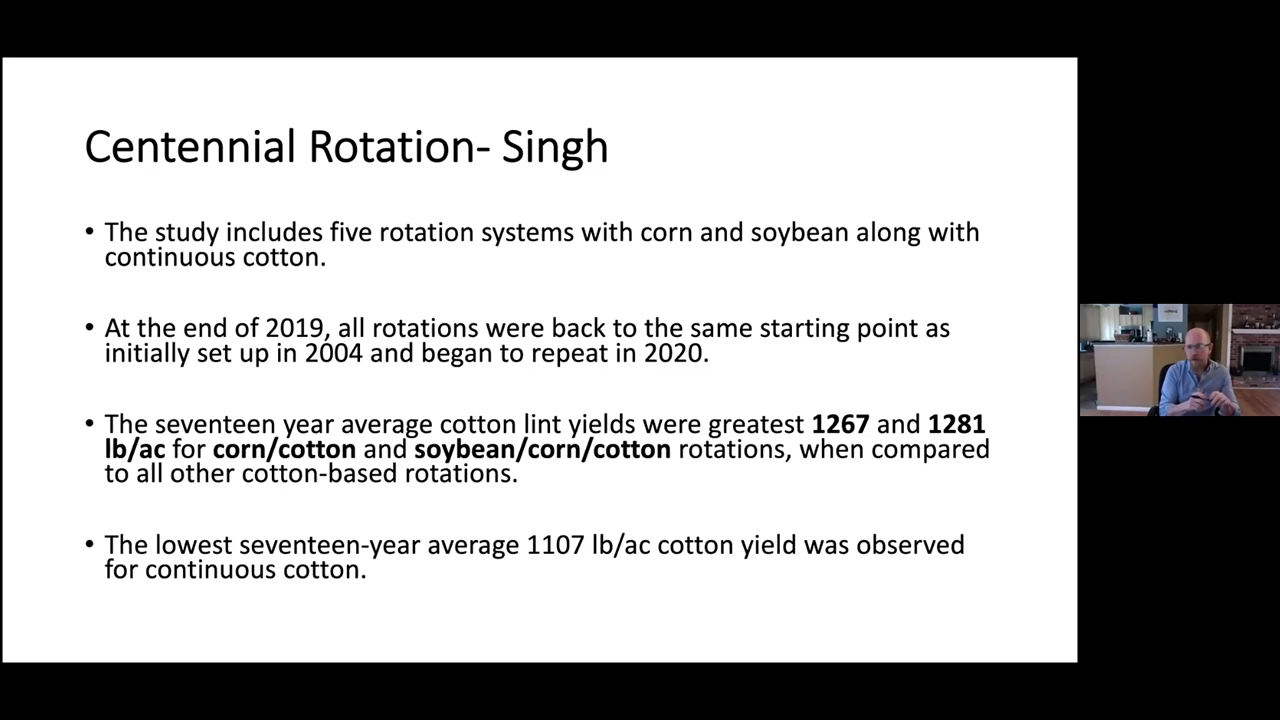 Centennial Rotation- Singh
• The study includes five rotation systems with corn and soybean along with
continuous cotton.
• At the end of 2019, all rotations were back to the same starting point as
initially set up in 2004 and began to repeat in 2020.
• The seventeen year average cotton lint yields were greatest 1267 and 1281
lb/ac for corn/cotton and soybean/corn/cotton rotations, when compared
to all other cotton-based rotations.
• The lowest seventeen-year average 1107 lb/ac cotton yield was observed
for continuous cotton.